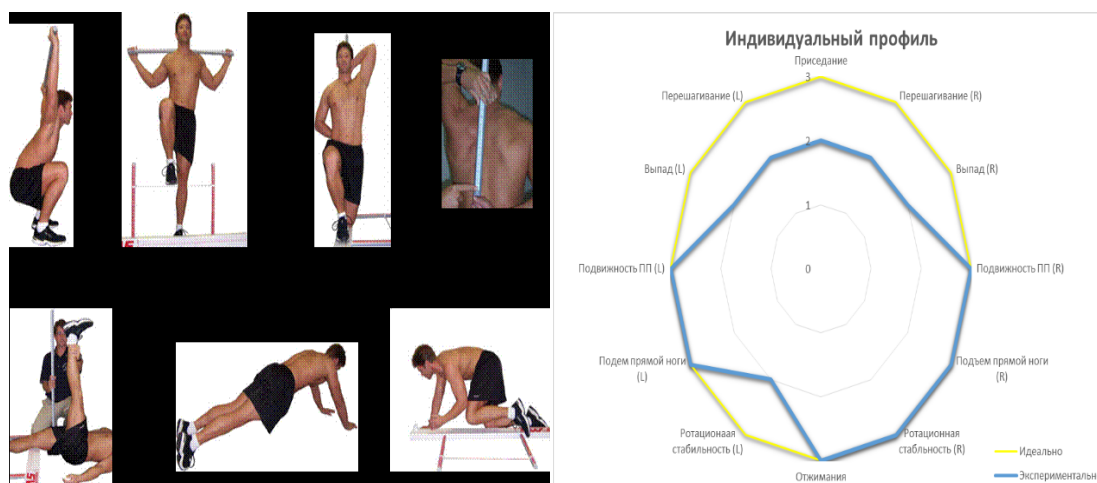 Индивидуальный профиль
Приседание
3
Перешагивание (L)
Перешагивание (R)
2
Выпад (L)
Выпад (R)
1
Подвижность ПП (L)
0
Подвижность ПП (R)
Подем прямой ноги
(L)
Подъем прямой ноги
(R)
Ротационаая
стабильность (L)
Ротационная
стабльность (R)
Отжимания
Идеально
Экспериментальн